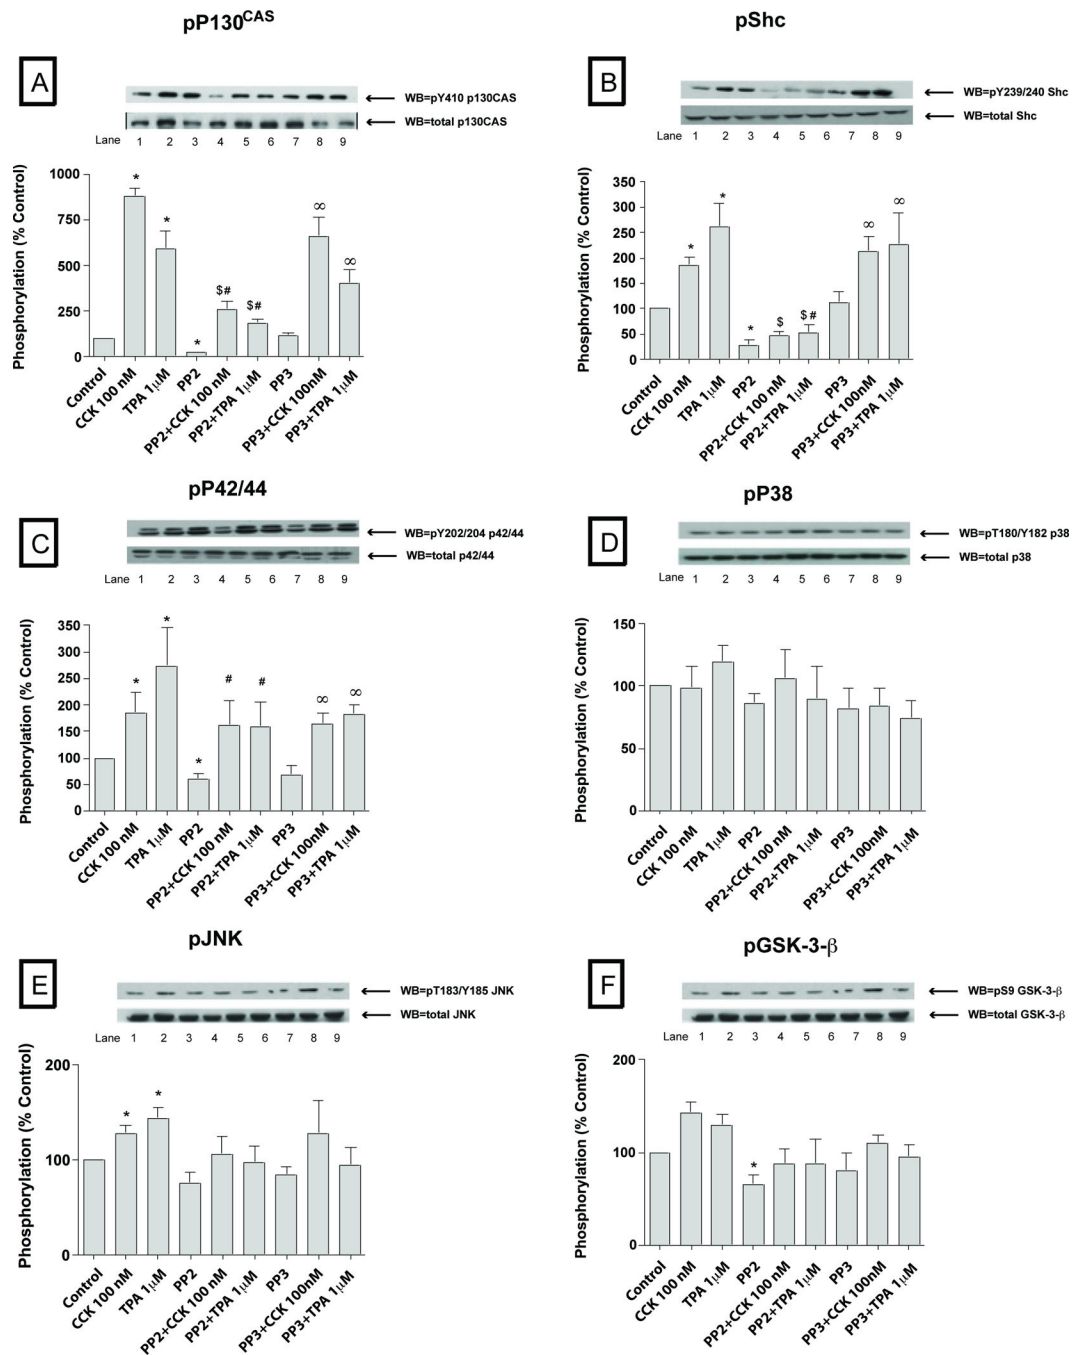 pP130CAS
A
WB=pY410 p130CAS
WB=total p130CAS
Lane 1 2 3 4 5 6 7 8 9
Phosphorylation (% Control)
1000
750
500
250
0
* * * $# $# ∞ ∞
Control
CCK 100 nM
TPA 1µM
PP2
PP2+CCK 100 nM
PP2+TPA 1µM
PP3
PP3+CCK 100nM
PP3+TPA 1µM
pShc
B
WB=pY239/240 Shc
WB=total Shc
Lane 1 2 3 4 5 6 7 8 9
Phosphorylation (% Control)
350
300
250
200
150
100
50
0
* * * $ $# ∞ ∞
Control
CCK 100 nM
TPA 1µM
PP2
PP2+CCK 100 nM
PP2+TPA 1µM
PP3
PP3+CCK 100nM
PP3+TPA 1µM
pP42/44
C
WB=pY202/204 p42/44
WB=total p42/44
Lane 1 2 3 4 5 6 7 8 9
Phosphorylation (% Control)
350
300
250
200
150
100
50
0
* * * # # ∞ ∞
Control
CCK 100 nM
TPA 1µM
PP2
PP2+CCK 100 nM
PP2+TPA 1µM
PP3
PP3+CCK 100nM
PP3+TPA 1µM
pP38
D
WB=pT180/Y182 p38
WB=total p38
Lane 1 2 3 4 5 6 7 8 9
Phosphorylation (% Control)
150
100
50
0
Control
CCK 100 nM
TPA 1µM
PP2
PP2+CCK 100 nM
PP2+TPA 1µM
PP3
PP3+CCK 100nM
PP3+TPA 1µM
pJNK
E
WB=pT183/Y185 JNK
WB=total JNK
Lane 1 2 3 4 5 6 7 8 9
Phosphorylation (% Control)
200
100
0
* *
Control
CCK 100 nM
TPA 1µM
PP2
PP2+CCK 100 nM
PP2+TPA 1µM
PP3
PP3+CCK 100nM
PP3+TPA 1µM
pGSK-3-β
F
WB=pS9 GSK-3-β
WB=total GSK-3-β
Lane 1 2 3 4 5 6 7 8 9
Phosphorylation (% Control)
200
100
0
*
Control
CCK 100 nM
TPA 1µM
PP2
PP2+CCK 100 nM
PP2+TPA 1µM
PP3
PP3+CCK 100nM
PP3+TPA 1µM